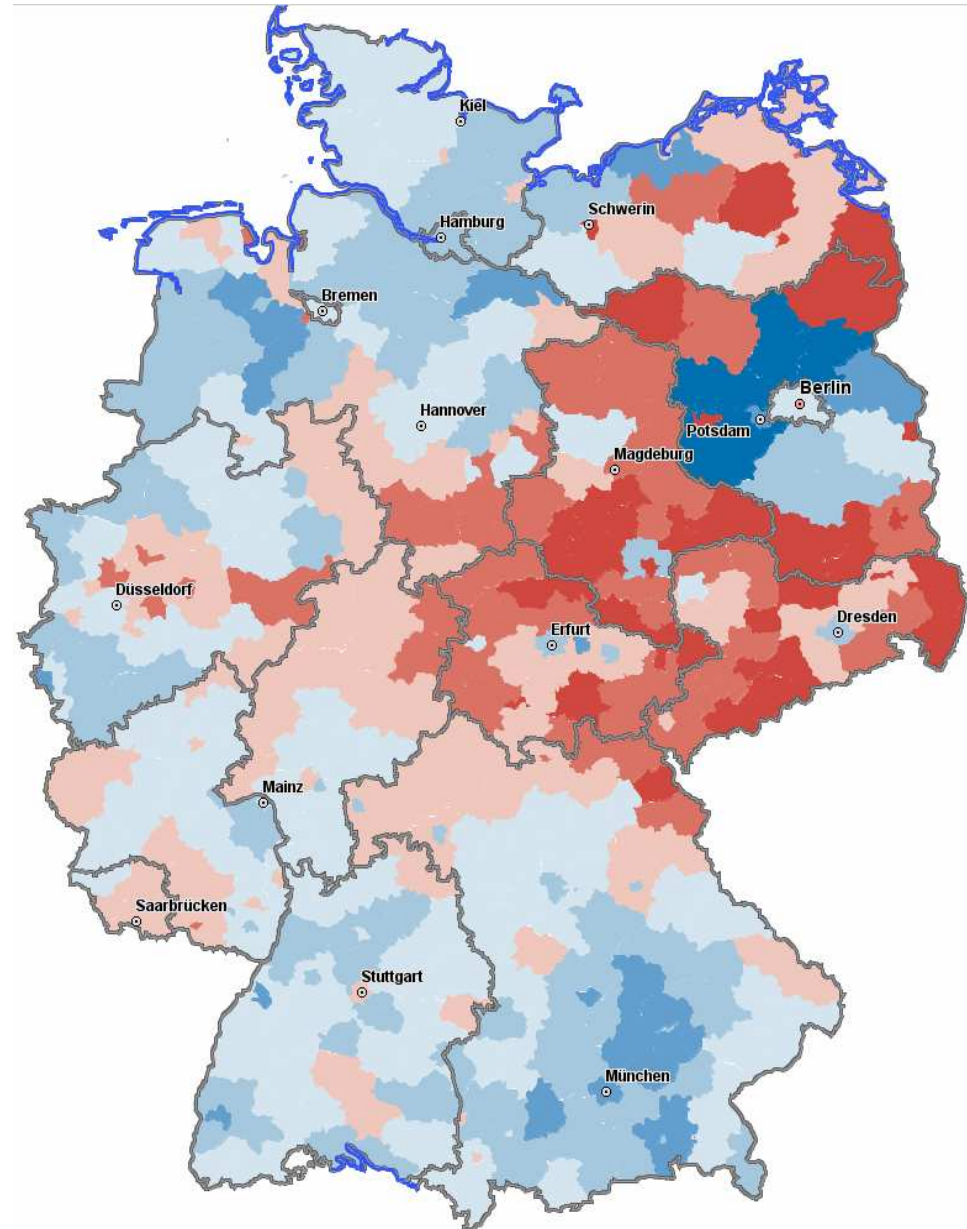 Kiel
Schwerin
Hamburg
Bremen
Berlin
Hannover
Potsdam
Magdeburg
Düsseldorf
Dresden
Erfurt
Mainz
Saarbrücken
Stuttgart
München